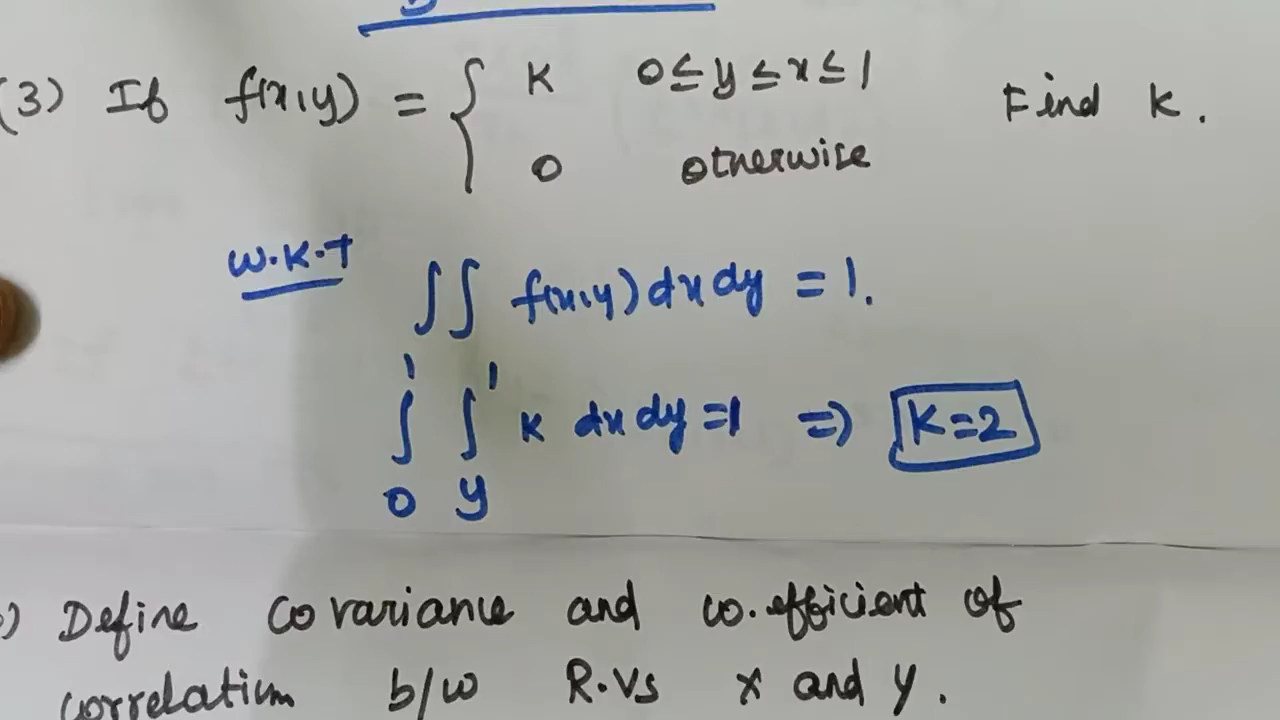 (3) If f(x,y) = { K 0≤y≤x≤1 Find K.
0 otherwise
W.K.T ∫∫ f(x,y) dx dy = 1.
∫₀¹ ∫ᵧ¹ K dx dy = 1 => K=2
) Define covariance and co.efficient of
correlation b/w R.Vs X and Y.